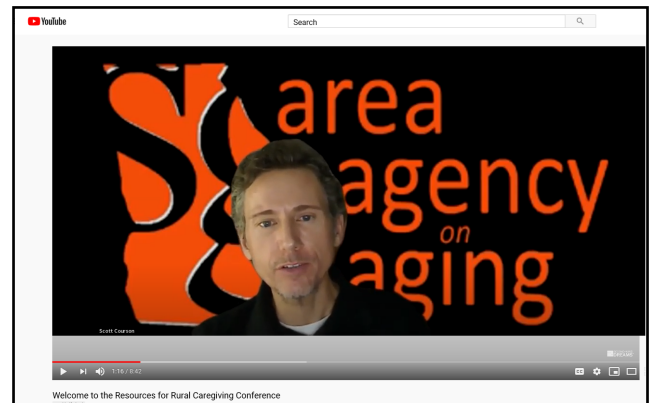 YouTube
Search
area
agency
on
aging
Scott Courson
1:16 / 8:42
Welcome to the Resources for Rural Caregiving Conference